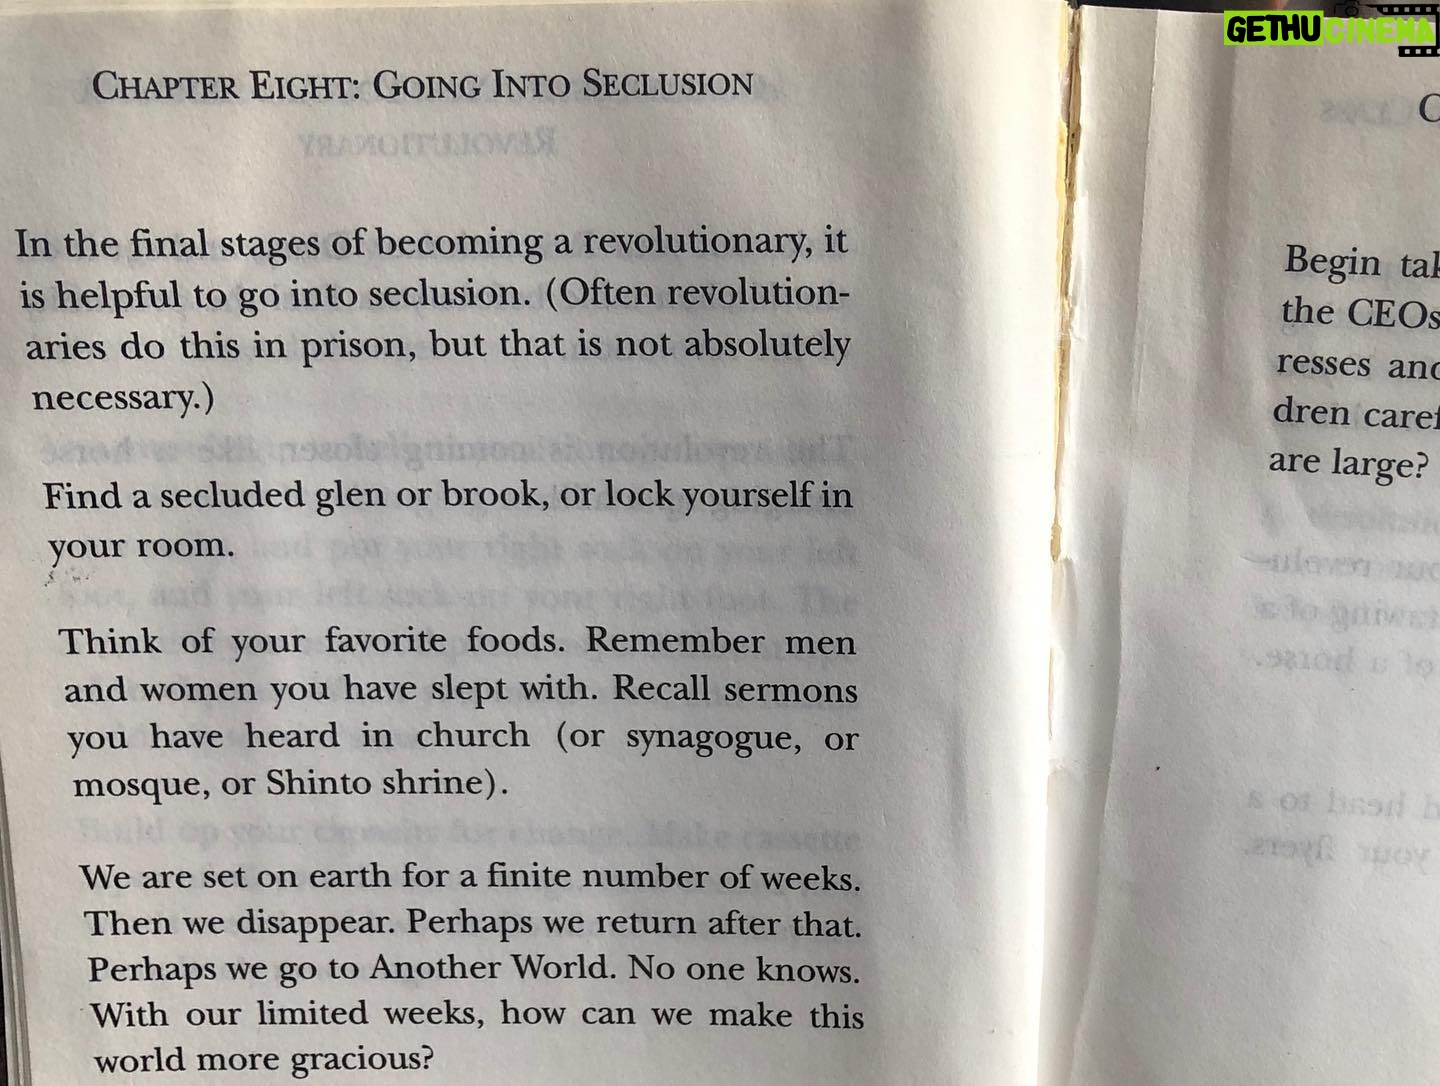 GETHUCINEMA
CHAPTER EIGHT: GOING INTO SECLUSION
In the final stages of becoming a revolutionary, it
is helpful to go into seclusion. (Often revolution-
aries do this in prison, but that is not absolutely
necessary.)
Find a secluded glen or brook, or lock yourself in
your room.
Think of your favorite foods. Remember men
and women you have slept with. Recall sermons
you have heard in church (or synagogue, or
mosque, or Shinto shrine).
We are set on earth for a finite number of weeks.
Then we disappear. Perhaps we return after that.
Perhaps we go to Another World. No one knows.
With our limited weeks, how can we make this
world more gracious?
Begin
the CEOs
resses
dren
are large?